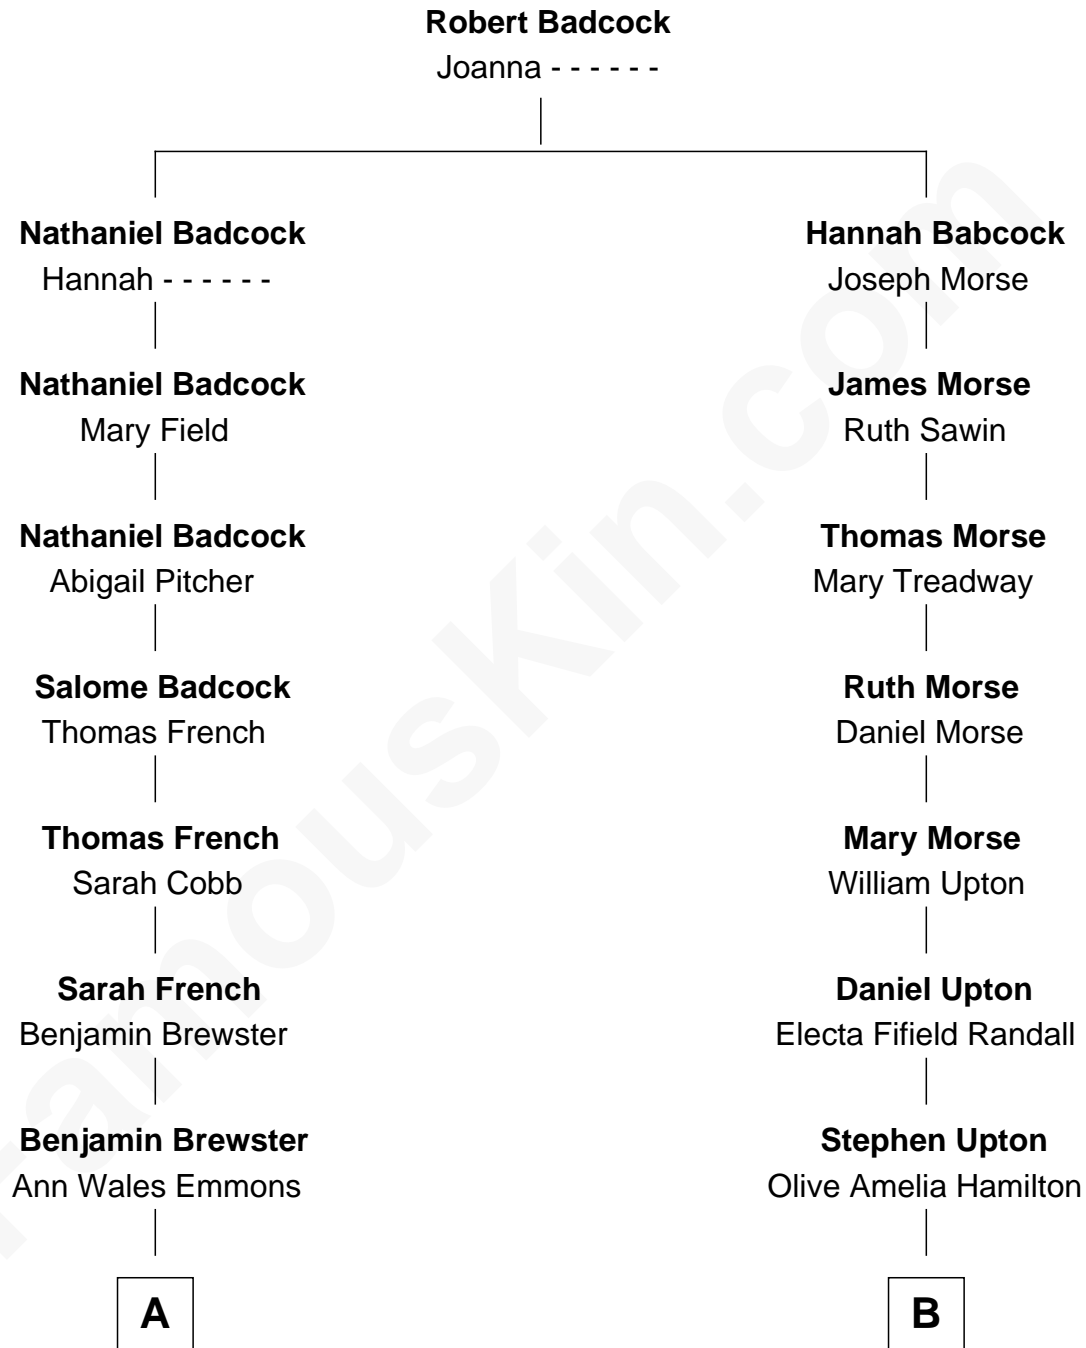 Robert Badcock
Joanna - - - - - -
Nathaniel Badcock
Hannah - - - - - -
Hannah Babcock
Joseph Morse
Nathaniel Badcock
Mary Field
James Morse
Ruth Sawin
Nathaniel Badcock
Abigail Pitcher
Thomas Morse
Mary Treadway
Salome Badcock
Thomas French
Ruth Morse
Daniel Morse
Thomas French
Sarah Cobb
Mary Morse
William Upton
Sarah French
Benjamin Brewster
Daniel Upton
Electa Fifield Randall
Benjamin Brewster
Ann Wales Emmons
Stephen Upton
Olive Amelia Hamilton
A
B
FamousKin.com